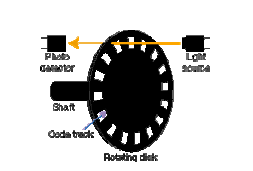 Photo
detector
Light
source
Shaft
Code track
Rotating disk